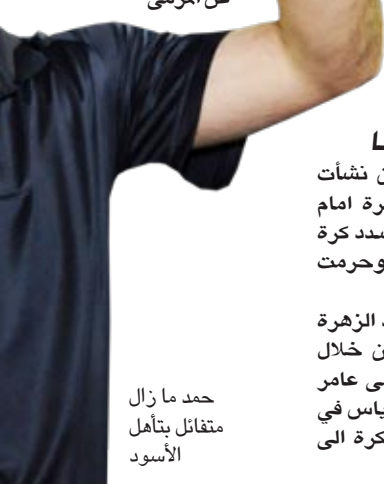 عن المرمى
نشأت
رة امام
سدد كرة
وحرمت
الزهرة
ن خلال
ى عامر
ياس في
كرة الى
حمد ما زال
متفائل بتأهل
الأسود